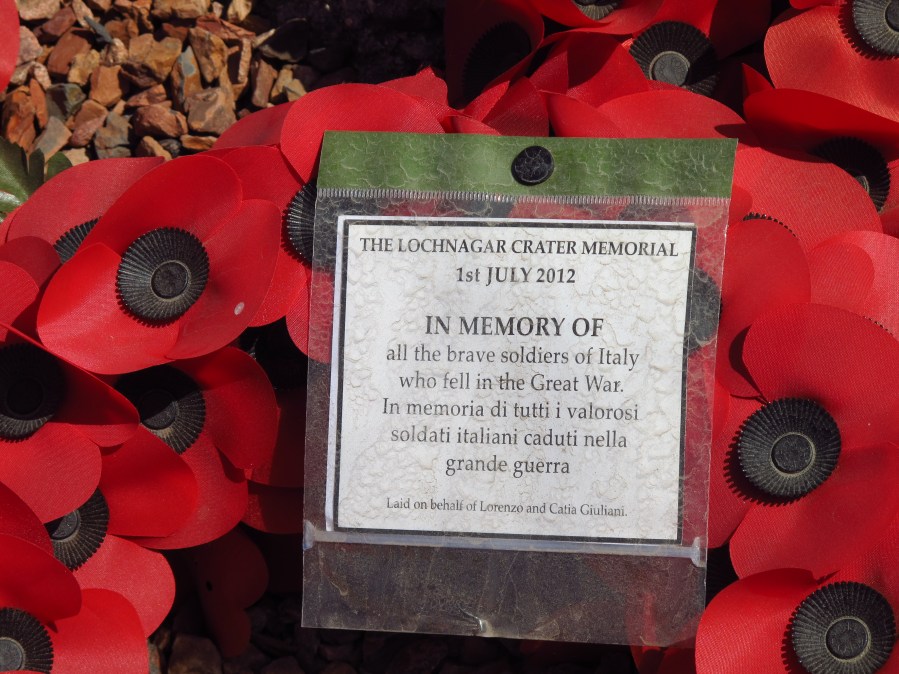 THE LOCHNAGAR CRATER MEMORIAL
1st JULY 2012
IN MEMORY OF
all the brave soldiers of Italy
who fell in the Great War.
In memoria di tutti i valorosi
soldati italiani caduti nella
grande guerra
Laid on behalf of Lorenzo and Catia Giuliani.